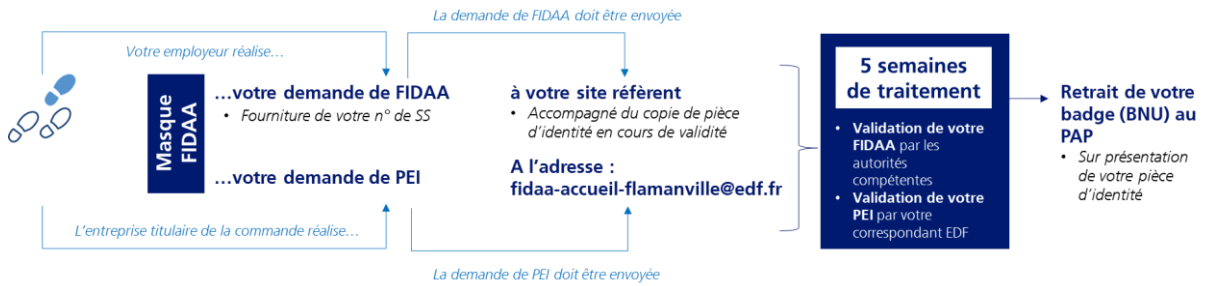 La demande de FIDAA doit être envoyée
Votre employeur réalise…
Masque
FIDAA
…votre demande de FIDAA
• Fourniture de votre n° de SS
…votre demande de PEI
L'entreprise titulaire de la commande réalise…
à votre site réfèrent
• Accompagné du copie de pièce
d'identité en cours de validité
A l'adresse :
fidaa-accueil-flamanville@edf.fr
La demande de PEI doit être envoyée
5 semaines
de traitement
• Validation de votre
FIDAA par les
autorités
compétentes
• Validation de votre
PEI par votre
correspondant EDF
Retrait de votre
badge (BNU) au
PAP
• Sur présentation
de votre pièce
d'identité